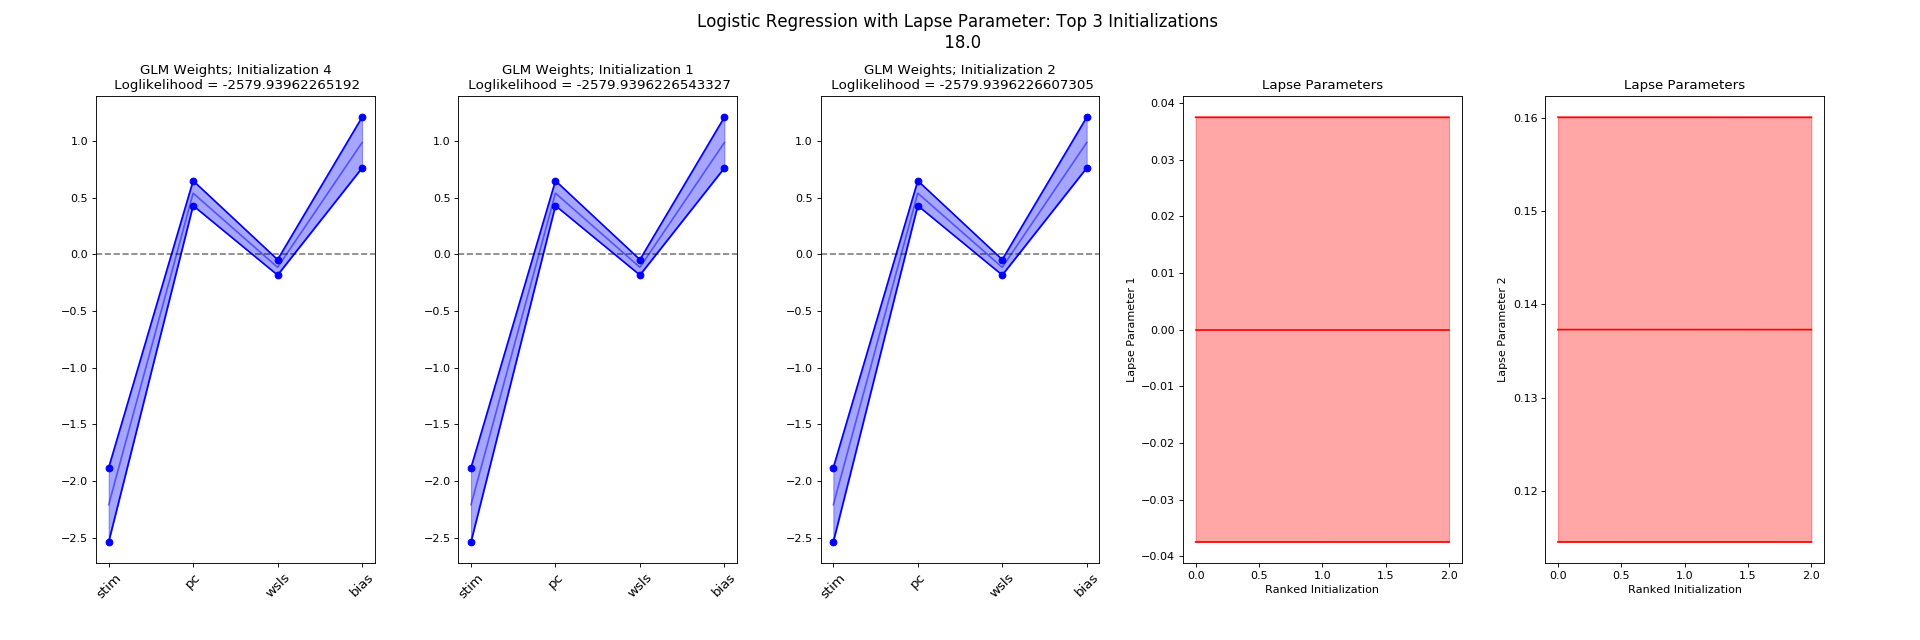 Logistic Regression with Lapse Parameter: Top 3 Initializations
18.0
GLM Weights; Initialization 4
Loglikelihood = -2579.93962265192
1.0
0.5
0.0
−0.5
−1.0
−1.5
−2.0
−2.5
stim
pc
wsls
bias
GLM Weights; Initialization 1
Loglikelihood = -2579.9396226543327
1.0
0.5
0.0
−0.5
−1.0
−1.5
−2.0
−2.5
stim
pc
wsls
bias
GLM Weights; Initialization 2
Loglikelihood = -2579.9396226607305
1.0
0.5
0.0
−0.5
−1.0
−1.5
−2.0
−2.5
stim
pc
wsls
bias
Lapse Parameters
Lapse Parameter 1
0.04
0.03
0.02
0.01
0.00
−0.01
−0.02
−0.03
−0.04
0.0 0.5 1.0 1.5 2.0
Ranked Initialization
Lapse Parameters
Lapse Parameter 2
0.16
0.15
0.14
0.13
0.12
0.0 0.5 1.0 1.5 2.0
Ranked Initialization